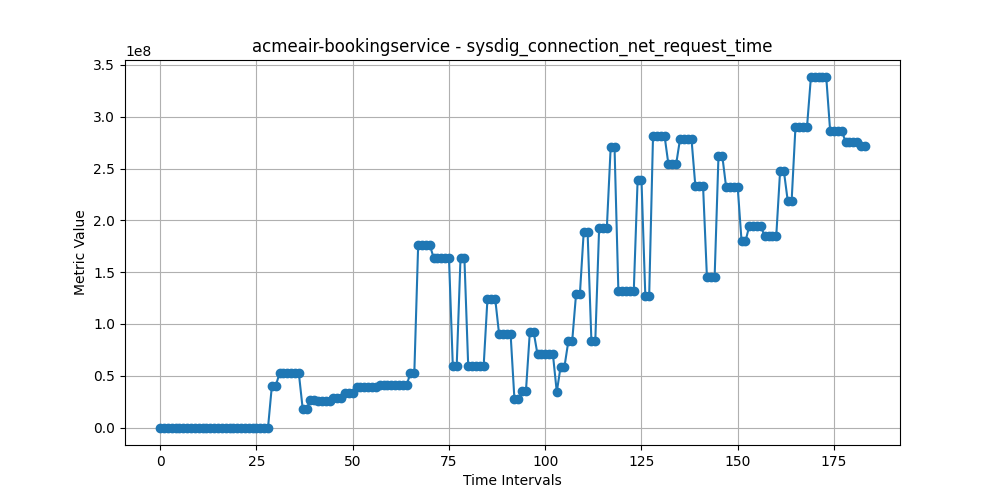 acmeair-bookingservice - sysdig_connection_net_request_time
1e8
3.5
3.0
2.5
2.0
1.5
1.0
0.5
0.0
Metric Value
0 25 50 75 100 125 150 175
Time Intervals